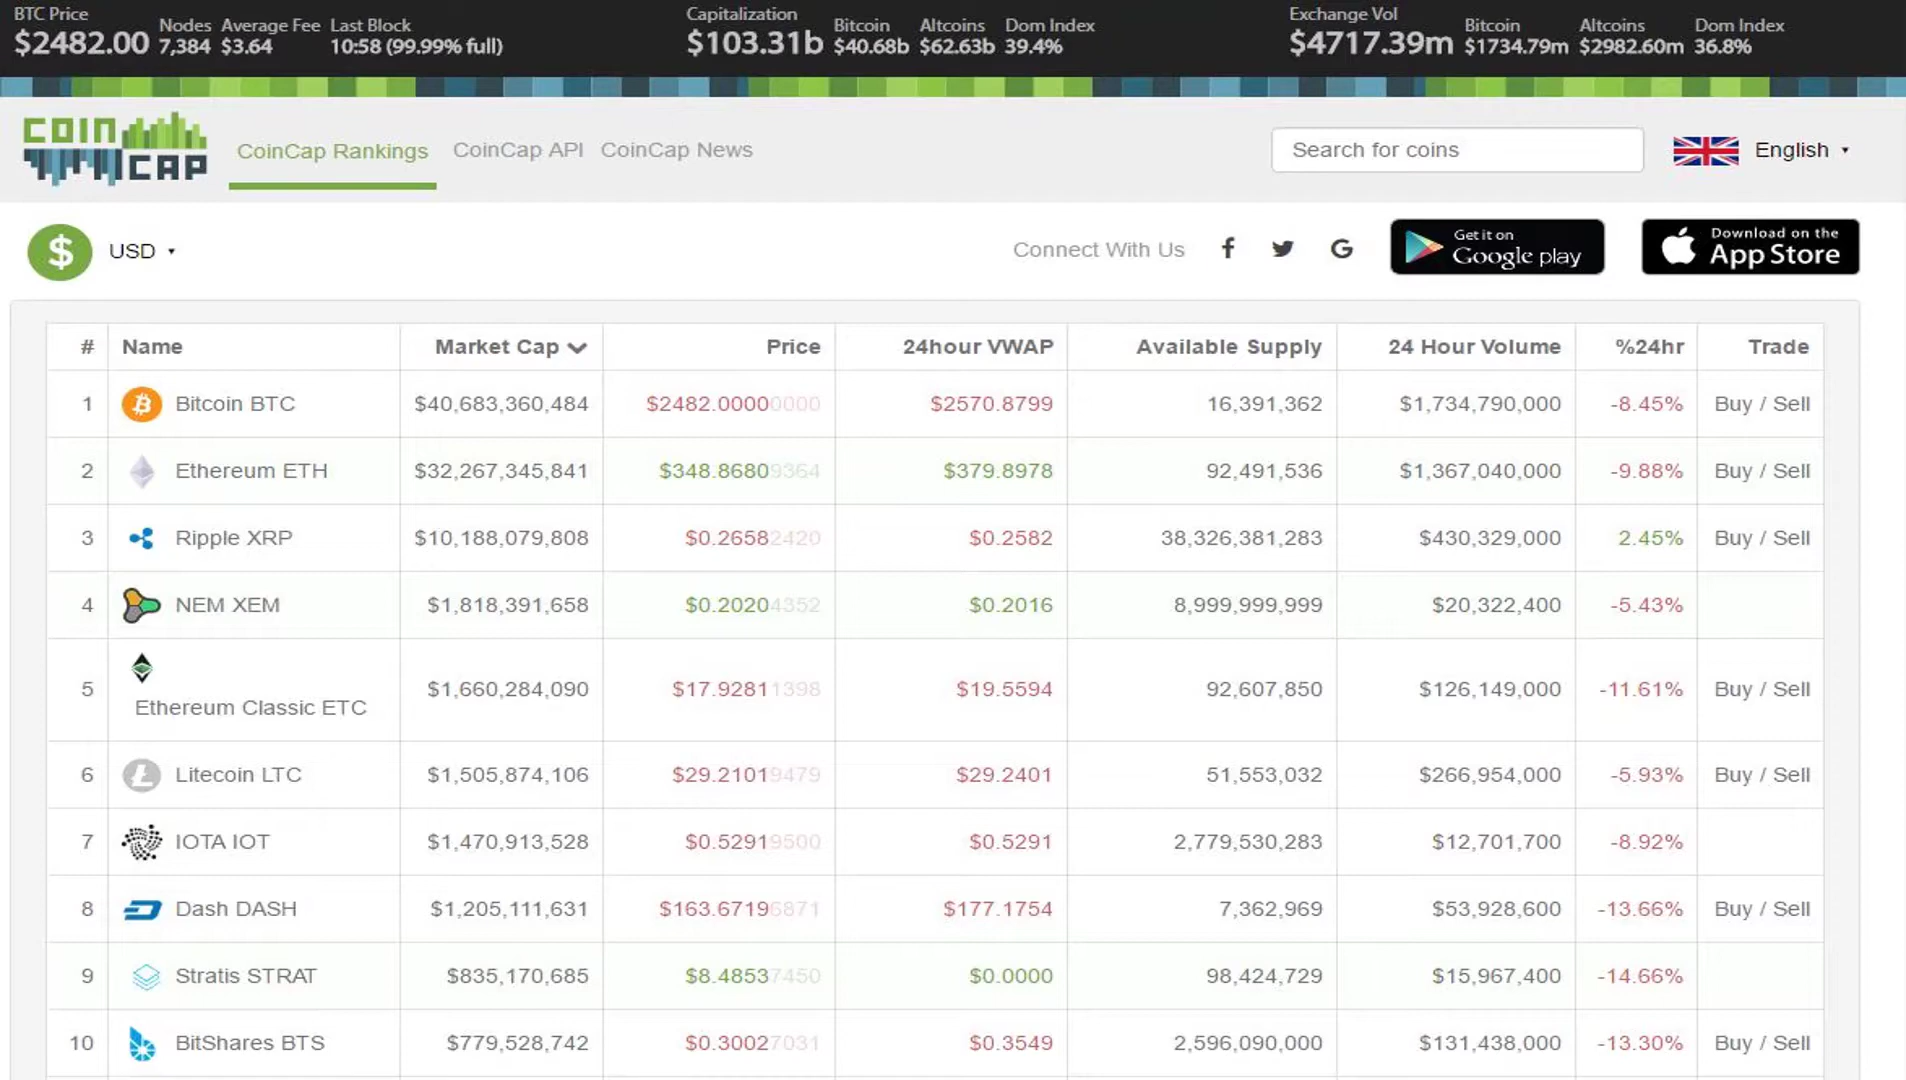 BTC Price
$2482.00
Nodes
7,384
Average Fee
$3.64
Last Block
10:58 (99.99% full)
Capitalization
$103.31b
Bitcoin
$40.68b
Altcoins
$62.63b
Dom Index
39.4%
Exchange Vol
$4717.39m
Bitcoin
$1734.79m
Altcoins
$2982.60m
Dom Index
36.8%
COIN CAP
CoinCap Rankings CoinCap API CoinCap News
Search for coins
English
$ USD
Connect With Us
Get it on
Google play
Download on the
App Store
# Name Market Cap Price 24hour VWAP Available Supply 24 Hour Volume %24hr Trade
1 Bitcoin BTC $40,683,360,484 $2482.00000000 $2570.8799 16,391,362 $1,734,790,000 -8.45% Buy / Sell
2 Ethereum ETH $32,267,345,841 $348.86809364 $379.8978 92,491,536 $1,367,040,000 -9.88% Buy / Sell
3 Ripple XRP $10,188,079,808 $0.26582420 $0.2582 38,326,381,283 $430,329,000 2.45% Buy / Sell
4 NEM XEM $1,818,391,658 $0.20204352 $0.2016 8,999,999,999 $20,322,400 -5.43%
5 Ethereum Classic ETC $1,660,284,090 $17.92811398 $19.5594 92,607,850 $126,149,000 -11.61% Buy / Sell
6 Litecoin LTC $1,505,874,106 $29.21019479 $29.2401 51,553,032 $266,954,000 -5.93% Buy / Sell
7 IOTA IOT $1,470,913,528 $0.52919500 $0.5291 2,779,530,283 $12,701,700 -8.92%
8 Dash DASH $1,205,111,631 $163.67196871 $177.1754 7,362,969 $53,928,600 -13.66% Buy / Sell
9 Stratis STRAT $835,170,685 $8.48537450 $0.0000 98,424,729 $15,967,400 -14.66%
10 BitShares BTS $779,528,742 $0.30027031 $0.3549 2,596,090,000 $131,438,000 -13.30% Buy / Sell